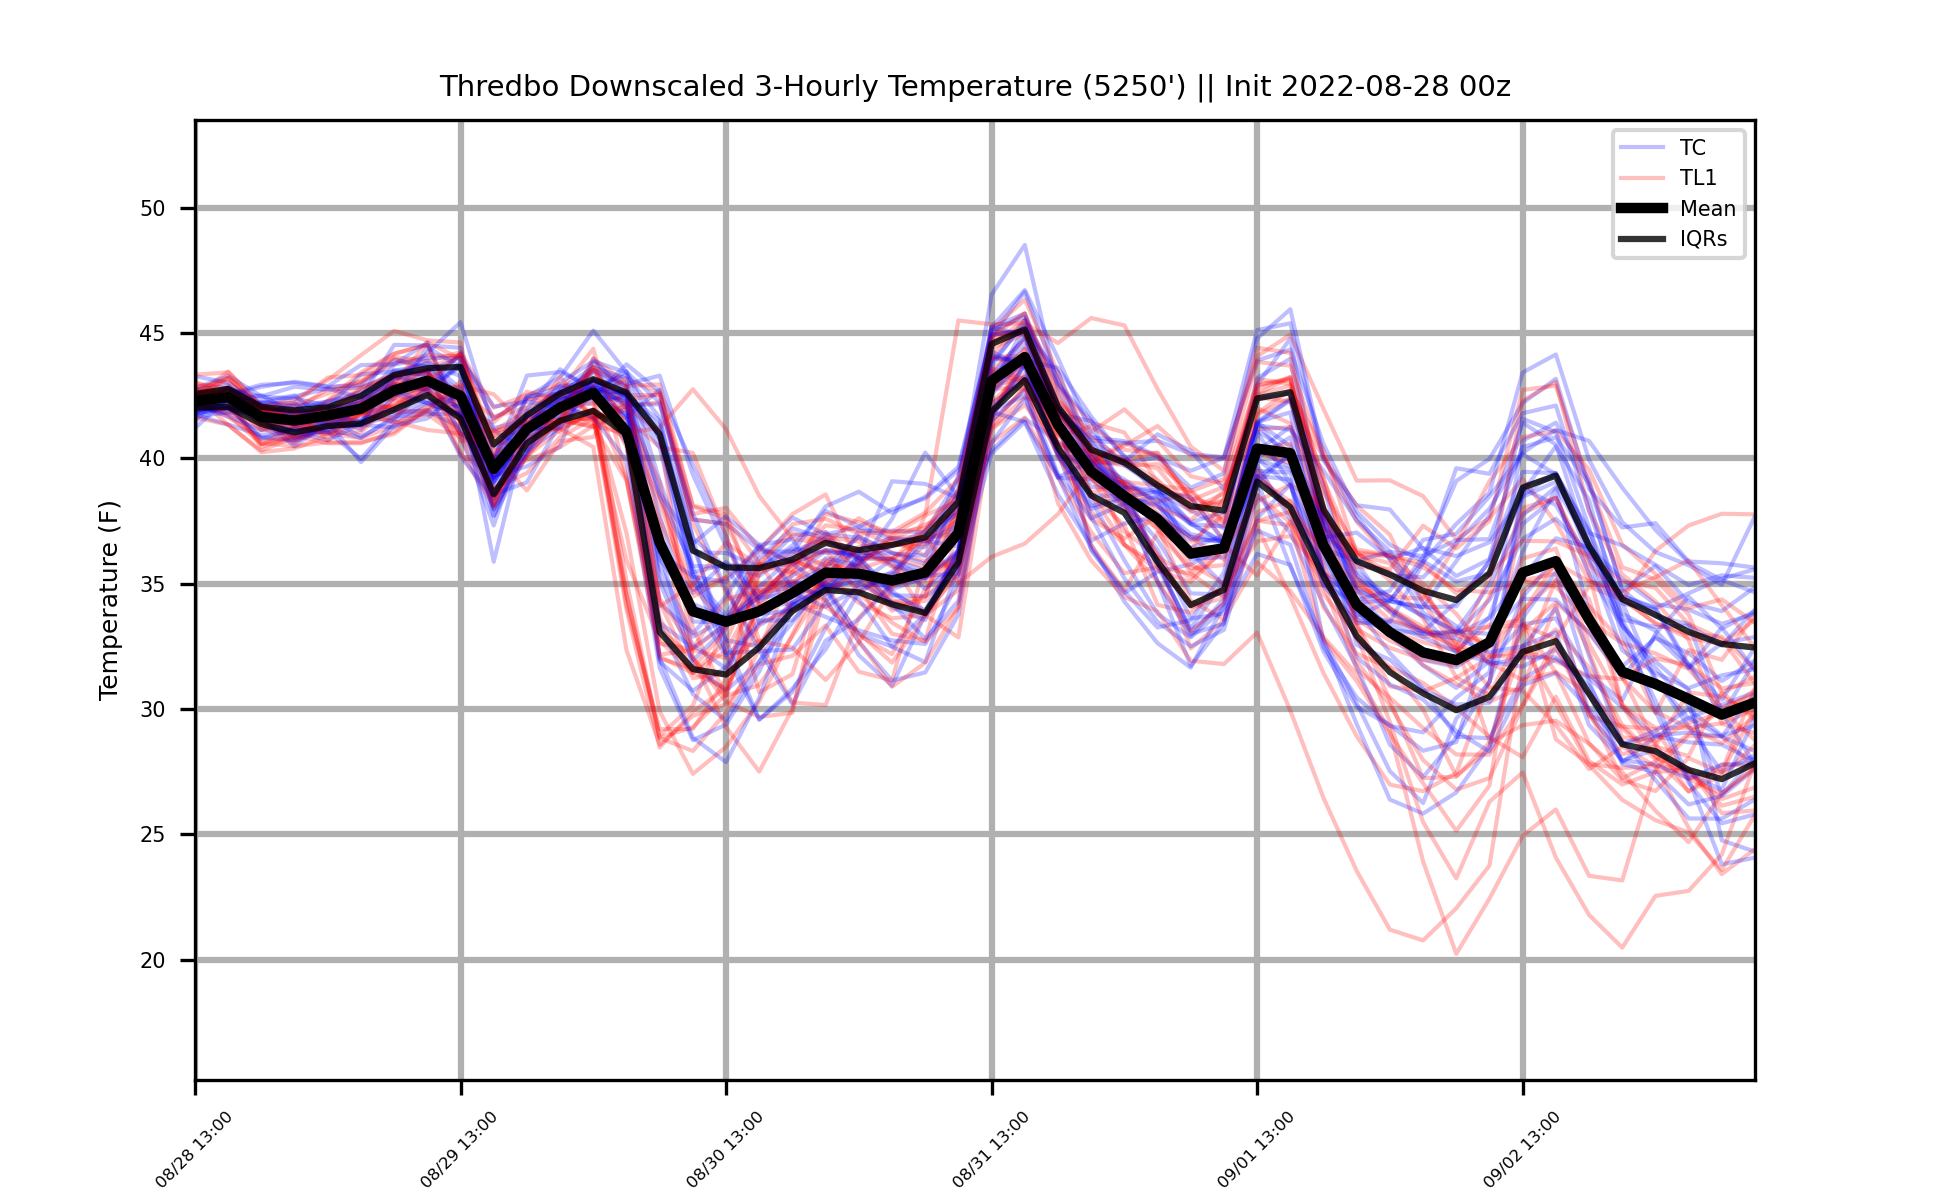 Thredbo Downscaled 3-Hourly Temperature (5250') || Init 2022-08-28 00z
TC
TL1
Mean
IQRs
Temperature (F)
50
45
40
35
30
25
20
08/28 13:00
08/29 13:00
08/30 13:00
08/31 13:00
09/01 13:00
09/02 13:00